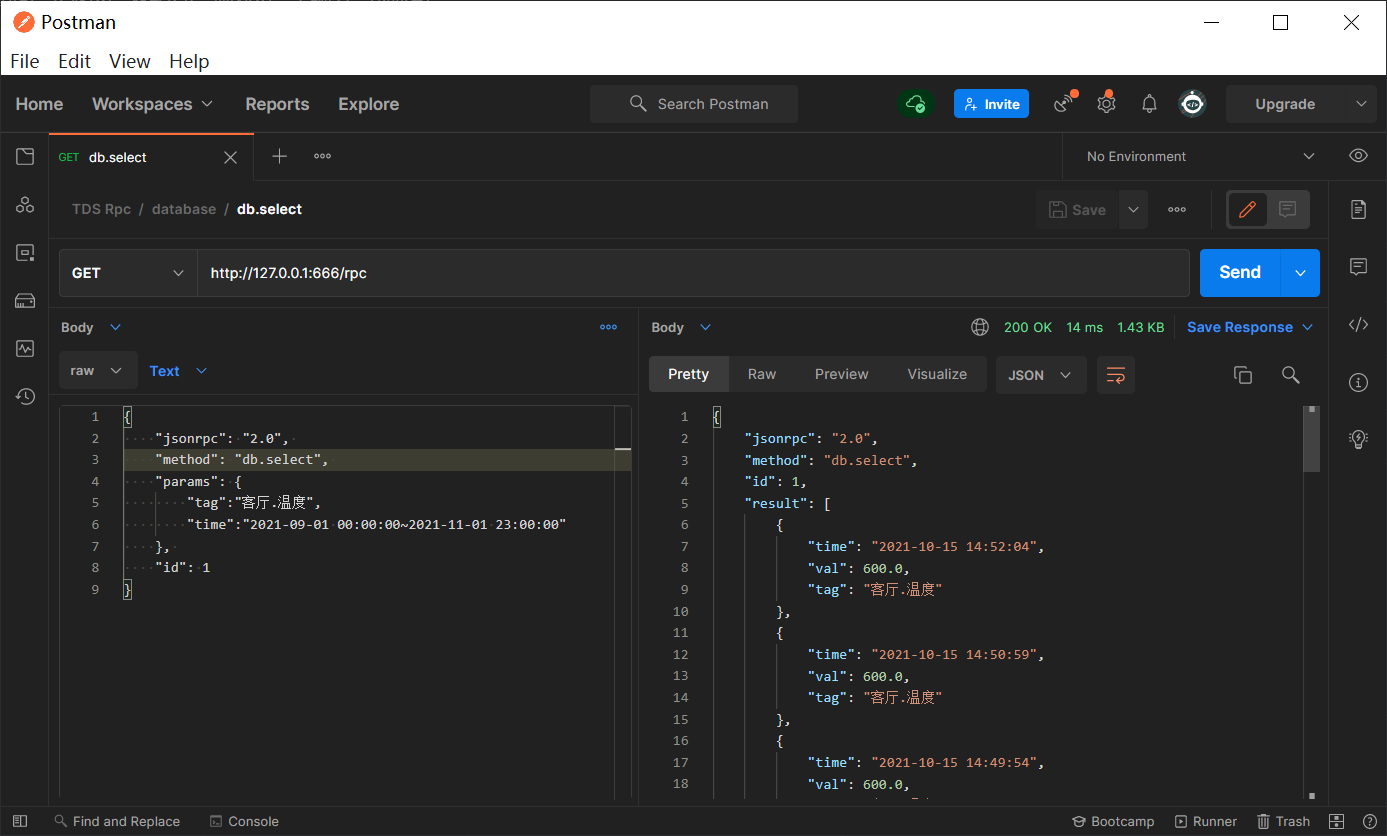 Postman
File Edit View Help
Home Workspaces Reports Explore Search Postman Invite Upgrade
GET db.select No Environment
TDS Rpc / database / db.select Save
GET http://127.0.0.1:666/rpc Send
Body
raw Text
1 {
2 "jsonrpc": "2.0",
3 "method": "db.select",
4 "params": {
5 "tag":"客厅.温度",
6 "time":"2021-09-01 00:00:00~2021-11-01 23:00:00"
7 },
8 "id": 1
9 }
Body 200 OK 14 ms 1.43 KB Save Response
Pretty Raw Preview Visualize JSON
1 {
2 "jsonrpc": "2.0",
3 "method": "db.select",
4 "id": 1,
5 "result": [
6 {
7 "time": "2021-10-15 14:52:04",
8 "val": 600.0,
9 "tag": "客厅.温度"
10 },
11 {
12 "time": "2021-10-15 14:50:59",
13 "val": 600.0,
14 "tag": "客厅.温度"
15 },
16 {
17 "time": "2021-10-15 14:49:54",
18 "val": 600.0,
Find and Replace Console Bootcamp Runner Trash